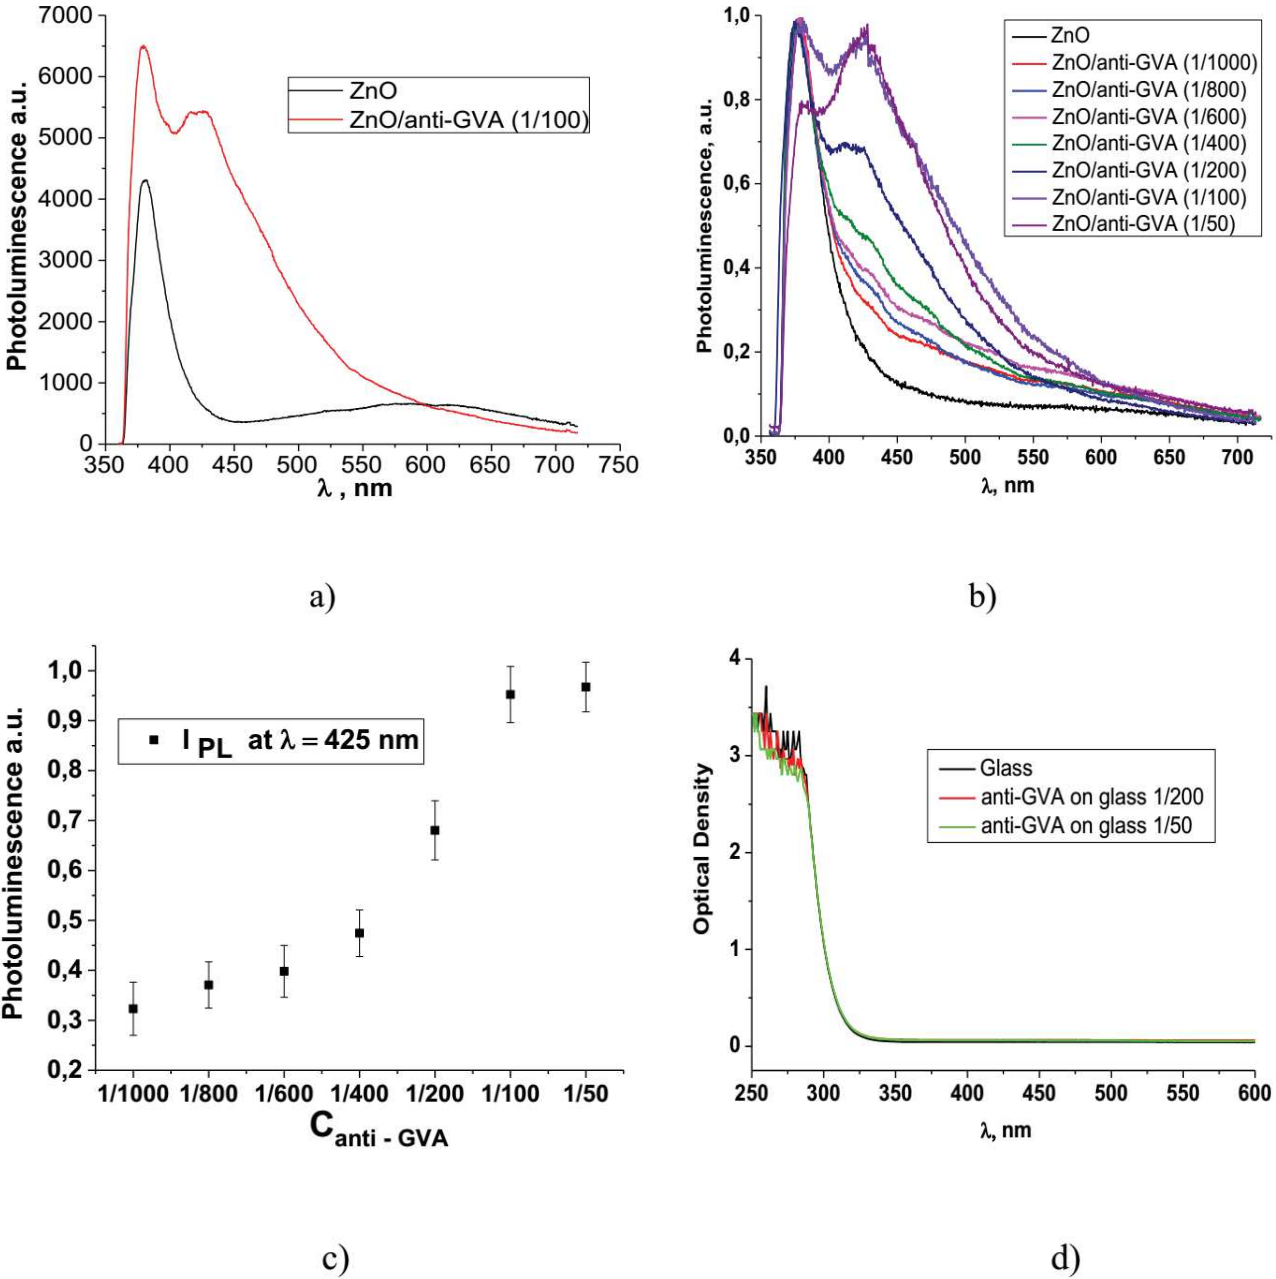 7000
6000
5000
4000
3000
2000
1000
0
Photoluminescence a.u.
ZnO
ZnO/anti-GVA (1/100)
350 400 450 500 550 600 650 700 750
λ , nm
a)
1,0
0,8
0,6
0,4
0,2
0,0
Photoluminescence, a.u.
ZnO
ZnO/anti-GVA (1/1000)
ZnO/anti-GVA (1/800)
ZnO/anti-GVA (1/600)
ZnO/anti-GVA (1/400)
ZnO/anti-GVA (1/200)
ZnO/anti-GVA (1/100)
ZnO/anti-GVA (1/50)
350 400 450 500 550 600 650 700
λ, nm
b)
1,0
0,9
0,8
0,7
0,6
0,5
0,4
0,3
0,2
Photoluminescence a.u.
I PL at λ = 425 nm
1/1000 1/800 1/600 1/400 1/200 1/100 1/50
C anti - GVA
c)
4
3
2
1
0
Optical Density
Glass
anti-GVA on glass 1/200
anti-GVA on glass 1/50
250 300 350 400 450 500 550 600
λ, nm
d)